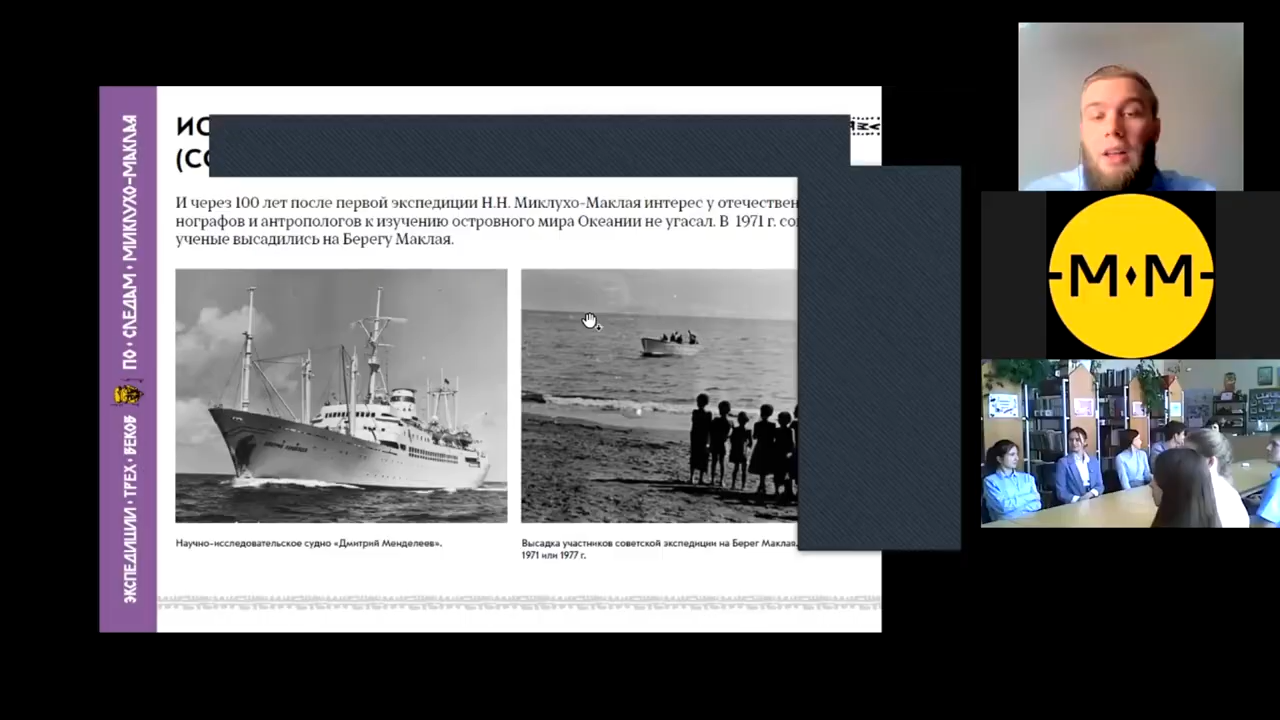 ЭКСПЕДИЦИИ • ТРЕХ • ВЕКОВ ПО • СЛЕДАМ • МИКЛУХО-МАКЛАЯ
И через 100 лет после первой экспедиции Н.Н. Миклухо-Маклая интерес у
нографов и антропологов к изучению островного мира Океании не угасал. В 1971 г.
ученые высадились на Берегу Маклая.
Научно-исследовательское судно «Дмитрий Менделеев».
Высадка участников советской экспедиции на Берег Маклая.
1971 или 1977 г.
М♦М